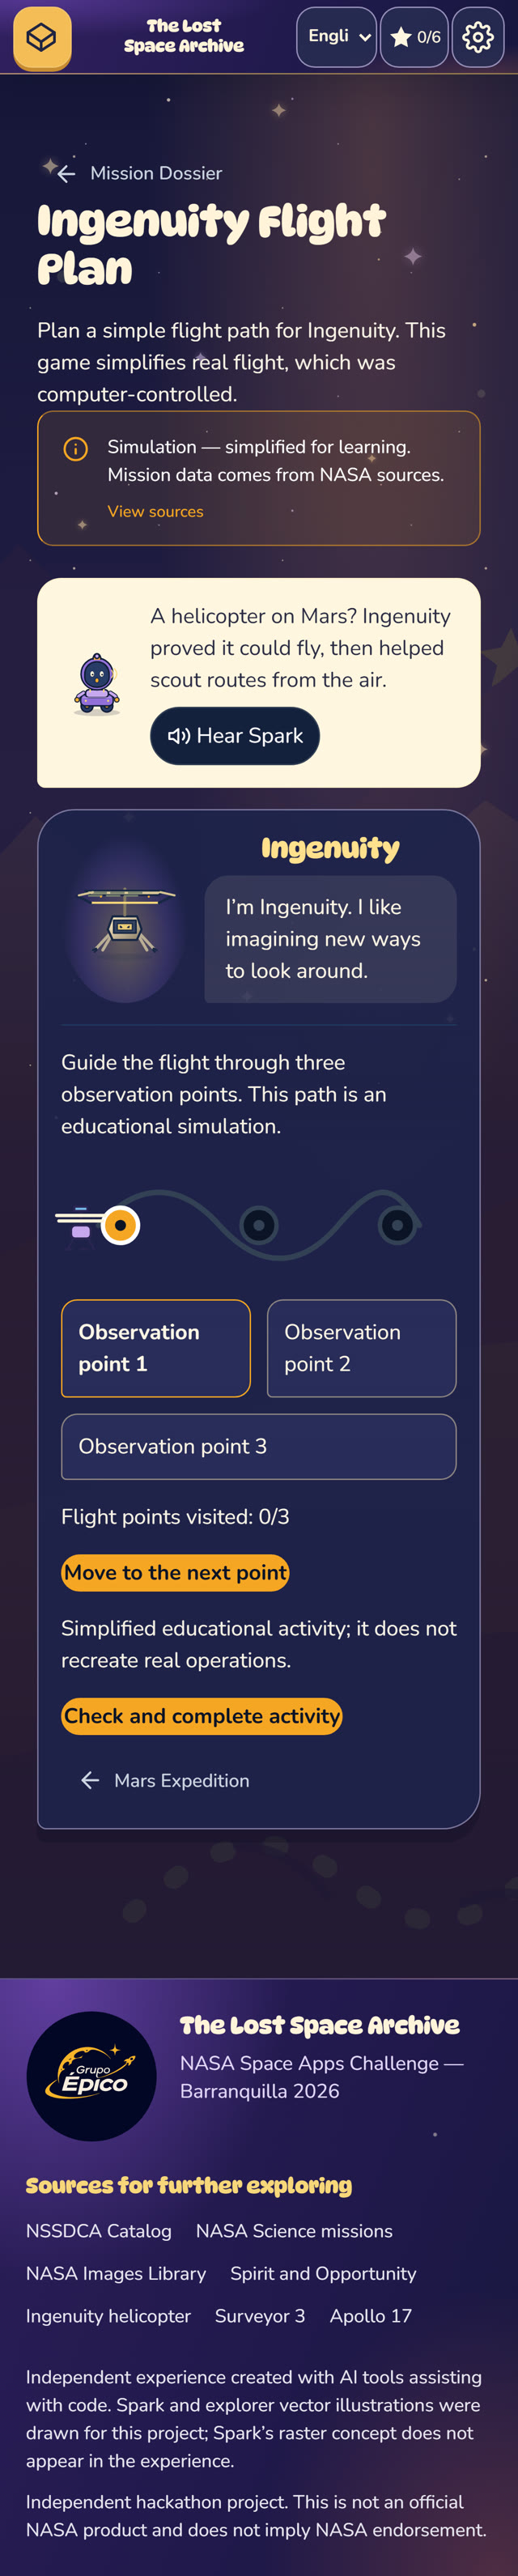 The Lost
Space Archive
Engli
0/6
Mission Dossier
Ingenuity Flight
Plan
Plan a simple flight path for Ingenuity. This
game simplifies real flight, which was
computer-controlled.
Simulation — simplified for learning.
Mission data comes from NASA sources.
View sources
A helicopter on Mars? Ingenuity
proved it could fly, then helped
scout routes from the air.
Hear Spark
Ingenuity
I’m Ingenuity. I like
imagining new ways
to look around.
Guide the flight through three
observation points. This path is an
educational simulation.
Observation
point 1
Observation
point 2
Observation point 3
Flight points visited: 0/3
Move to the next point
Simplified educational activity; it does not
recreate real operations.
Check and complete activity
Mars Expedition
Grupo
Épico
The Lost Space Archive
NASA Space Apps Challenge —
Barranquilla 2026
Sources for further exploring
NSSDCA Catalog NASA Science missions
NASA Images Library Spirit and Opportunity
Ingenuity helicopter Surveyor 3 Apollo 17
Independent experience created with AI tools assisting
with code. Spark and explorer vector illustrations were
drawn for this project; Spark’s raster concept does not
appear in the experience.
Independent hackathon project. This is not an official
NASA product and does not imply NASA endorsement.